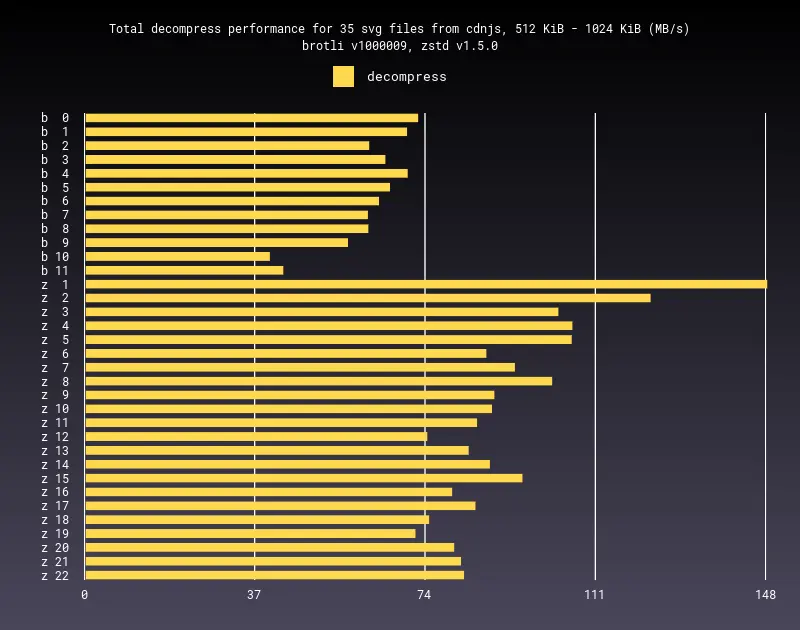 Total decompress performance for 35 svg files from cdnjs, 512 KiB - 1024 KiB (MB/s)
brotli v1000009, zstd v1.5.0
decompress
b 0
b 1
b 2
b 3
b 4
b 5
b 6
b 7
b 8
b 9
b 10
b 11
z 1
z 2
z 3
z 4
z 5
z 6
z 7
z 8
z 9
z 10
z 11
z 12
z 13
z 14
z 15
z 16
z 17
z 18
z 19
z 20
z 21
z 22
0 37 74 111 148